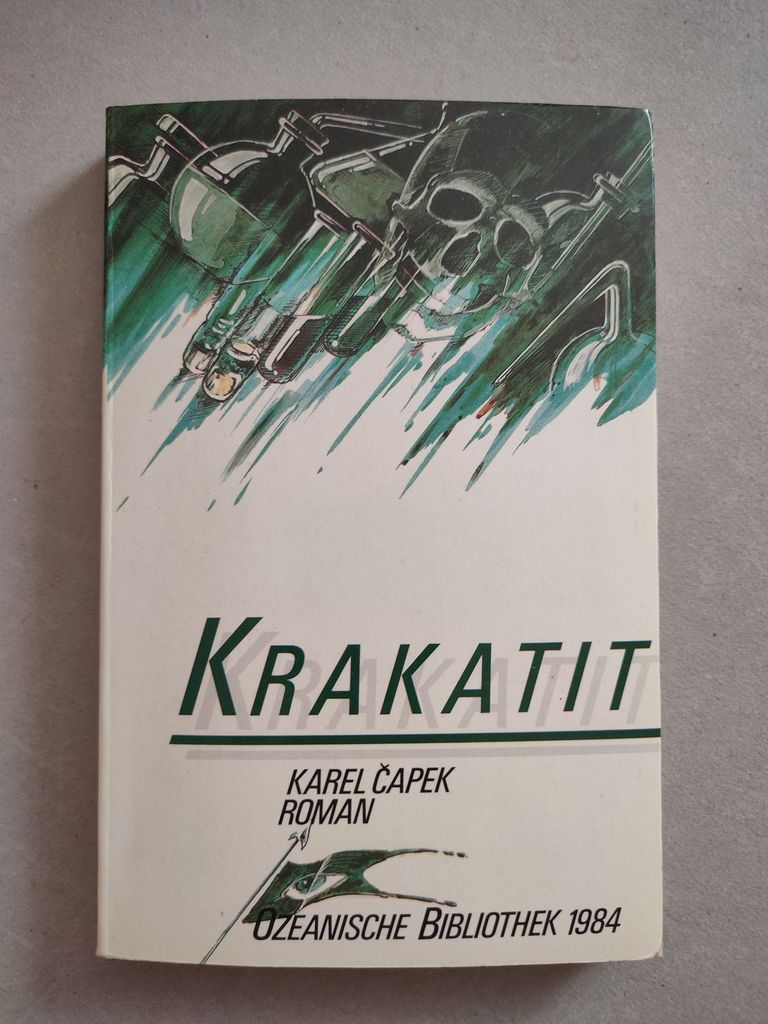 KRAKATIT
KAREL ČAPEK
ROMAN
OZEANISCHE BIBLIOTHEK 1984